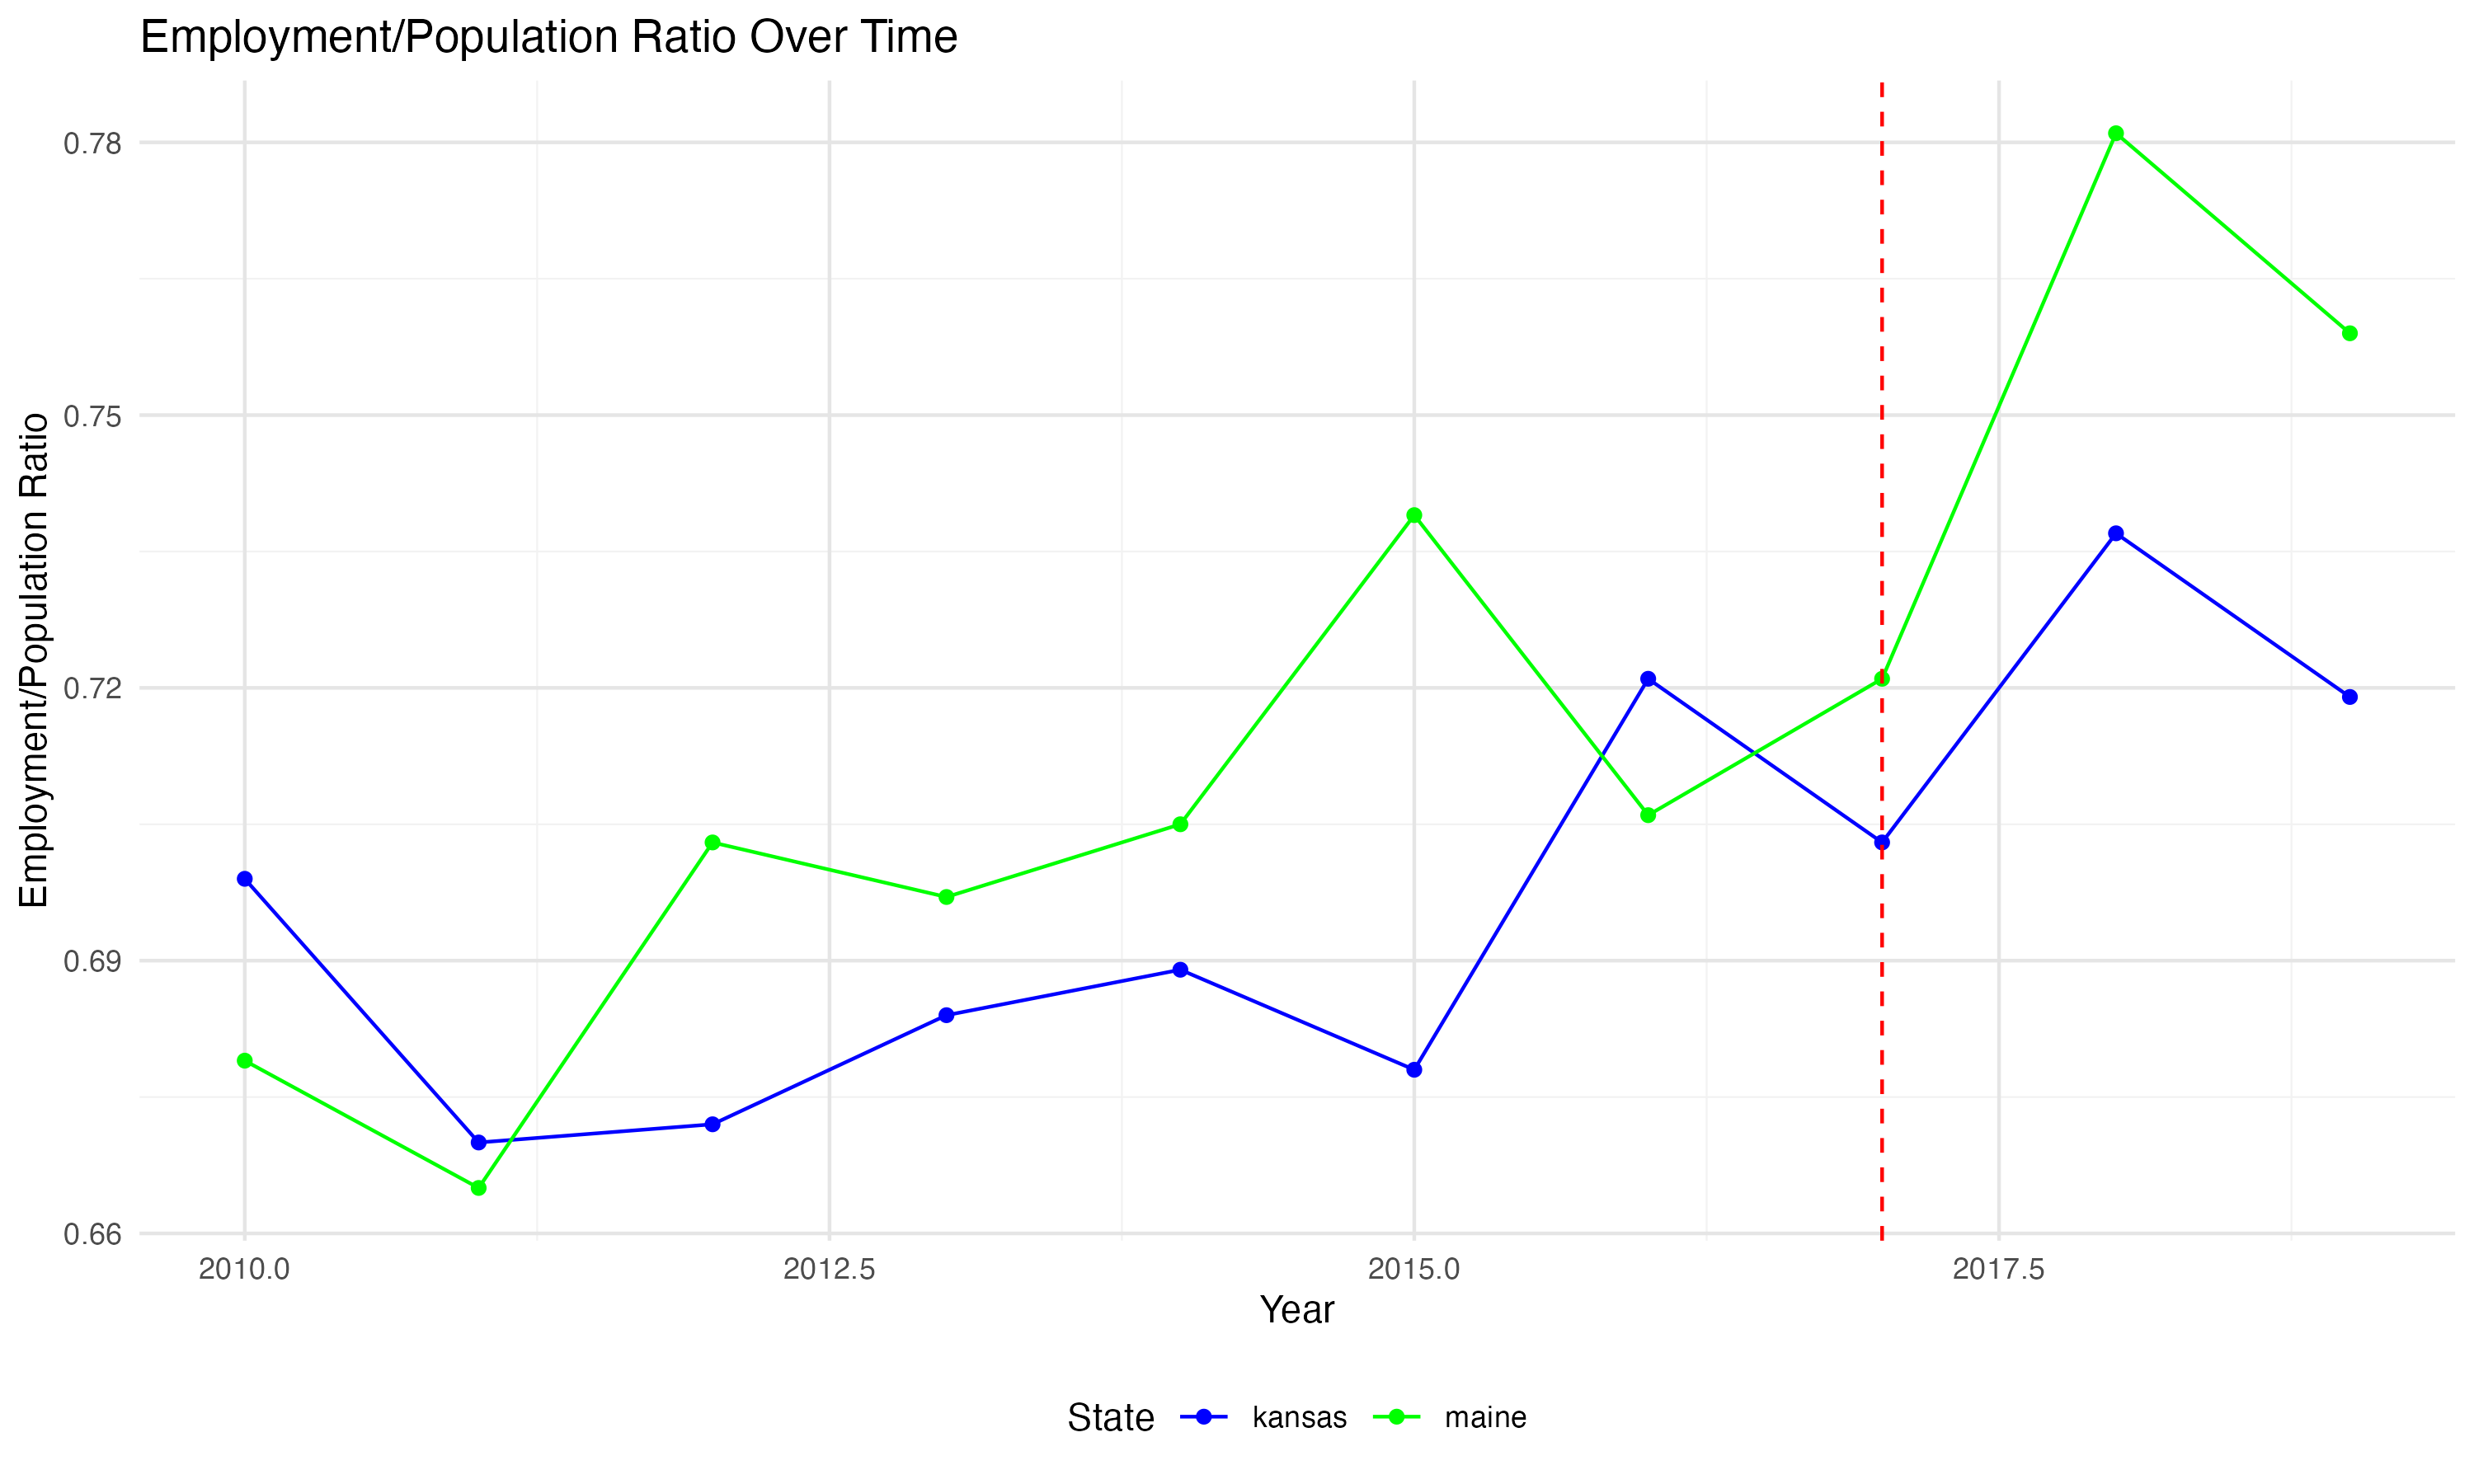 Employment/Population Ratio Over Time
Employment/Population Ratio
0.78
0.75
0.72
0.69
0.66
2010.0 2012.5 2015.0 2017.5
Year
State kansas maine